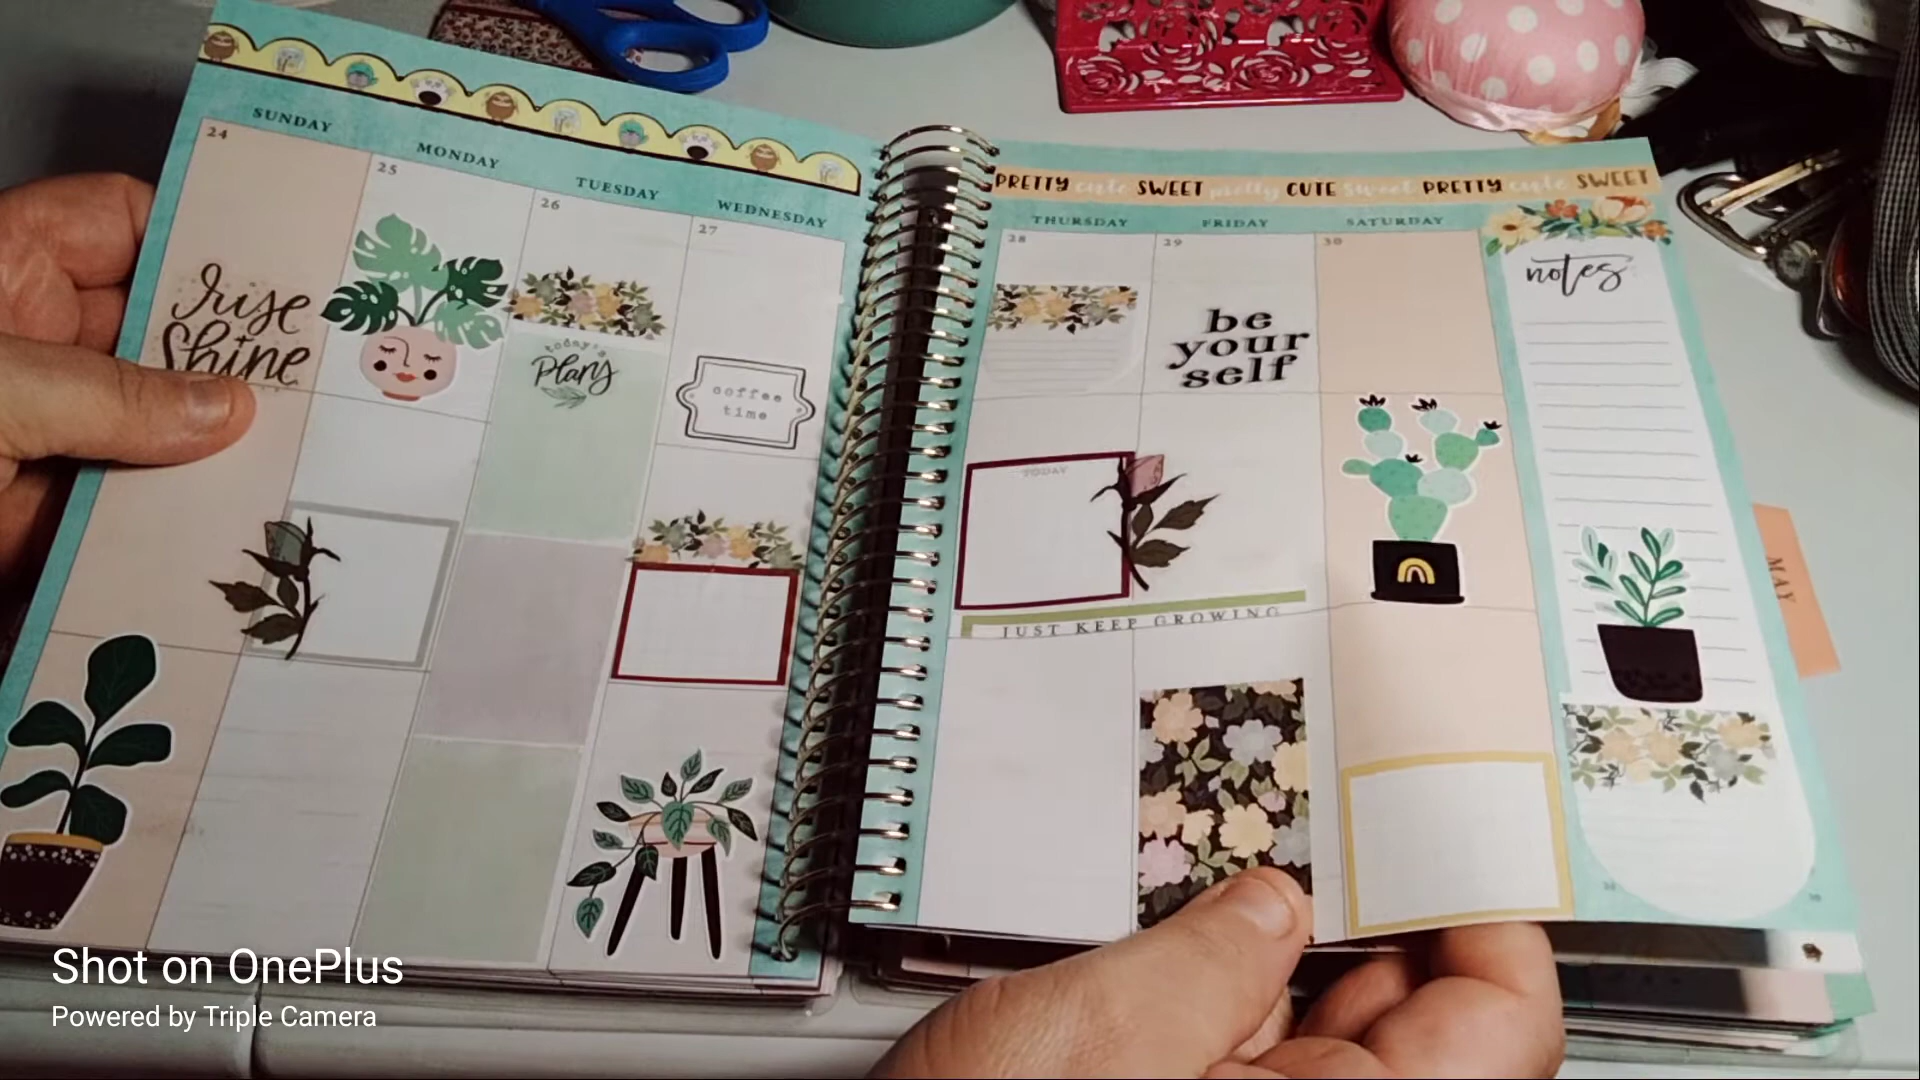 SUNDAY
MONDAY
TUESDAY
WEDNESDAY
24
25
26
27
rise
Shine
today's
Plans
coffee
time
PRETTY cute SWEET pretty CUTE sweet PRETTY cute SWEET
THURSDAY
FRIDAY
SATURDAY
28
29
30
notes
be
your
self
TODAY
JUST KEEP GROWING
MAY
Shot on OnePlus
Powered by Triple Camera